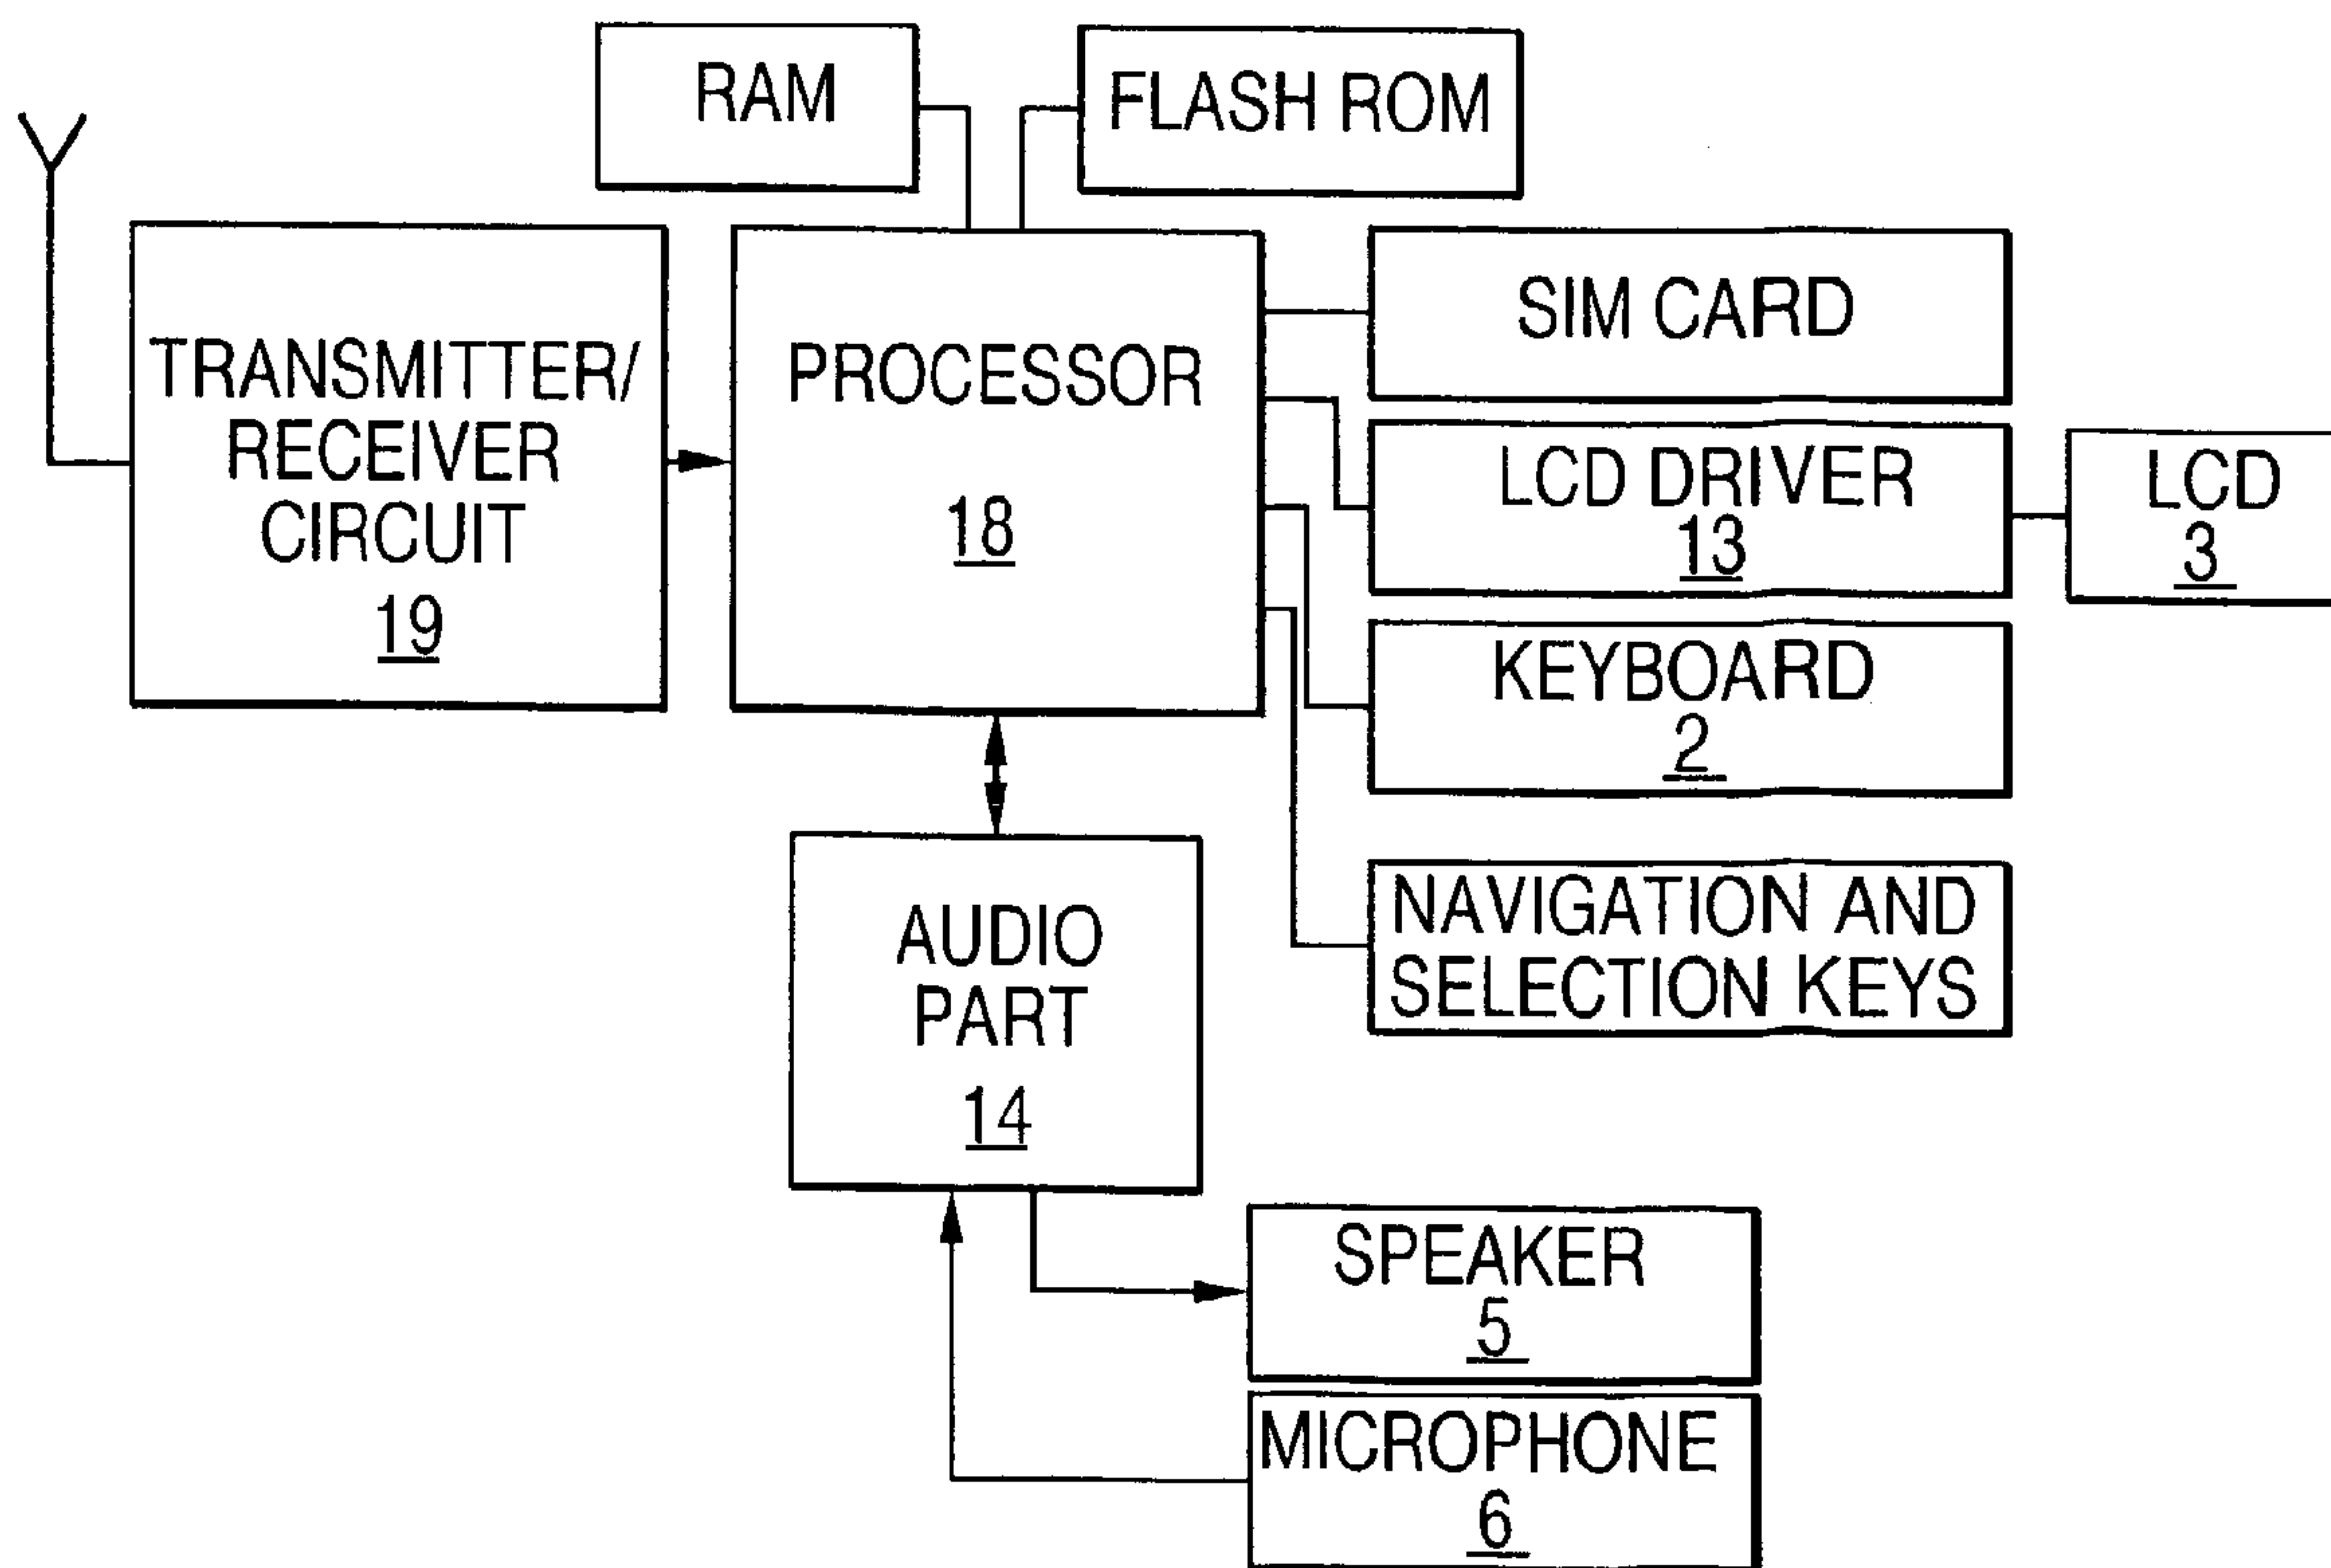 RAM
FLASH ROM
TRANSMITTER/
RECEIVER
CIRCUIT
19
PROCESSOR
18
SIM CARD
LCD DRIVER
13
LCD
3
KEYBOARD
2
NAVIGATION AND
SELECTION KEYS
AUDIO
PART
14
SPEAKER
5
MICROPHONE
6